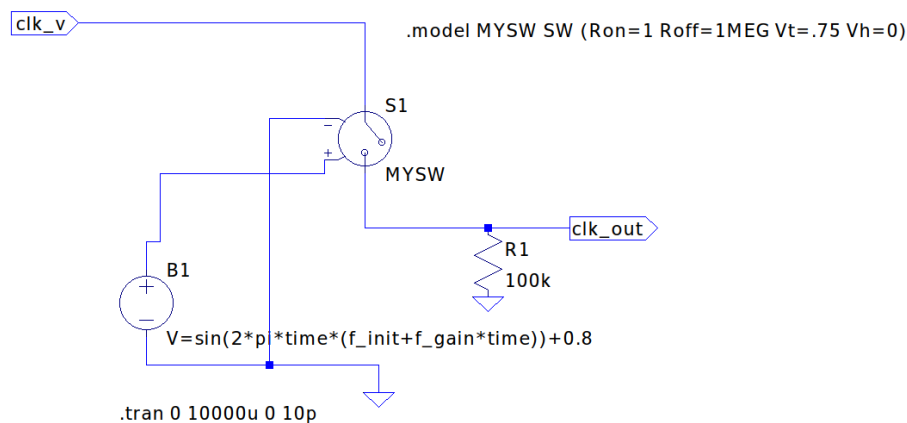 clk_v
.model MYSW SW (Ron=1 Roff=1MEG Vt=.75 Vh=0)
S1
MYSW
clk_out
R1
100k
B1
V=sin(2*pi*time*(f_init+f_gain*time))+0.8
.tran 0 10000u 0 10p